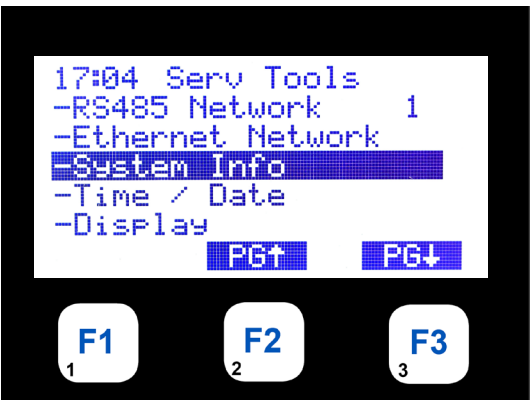 17:04 Serv Tools
-RS485 Network 1
-Ethernet Network
-System Info
-Time / Date
-Display
PG↑ PG↓
F1 F2 F3
1 2 3